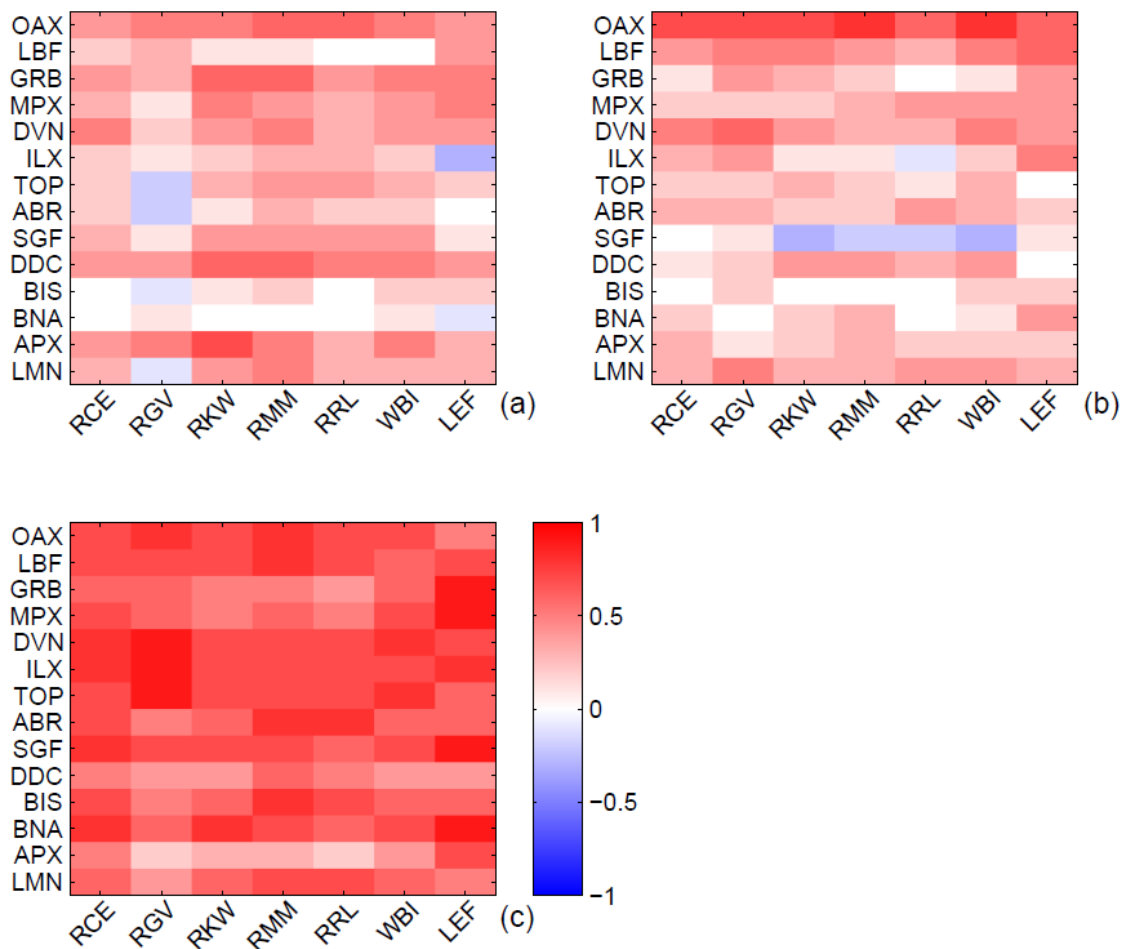 OAX
LBF
GRB
MPX
DVN
ILX
TOP
ABR
SGF
DDC
BIS
BNA
APX
LMN
RCE RGV RKW RMM RRL WBI LEF
(a)
OAX
LBF
GRB
MPX
DVN
ILX
TOP
ABR
SGF
DDC
BIS
BNA
APX
LMN
RCE RGV RKW RMM RRL WBI LEF
(b)
OAX
LBF
GRB
MPX
DVN
ILX
TOP
ABR
SGF
DDC
BIS
BNA
APX
LMN
RCE RGV RKW RMM RRL WBI LEF
(c)
1
0.5
0
−0.5
−1